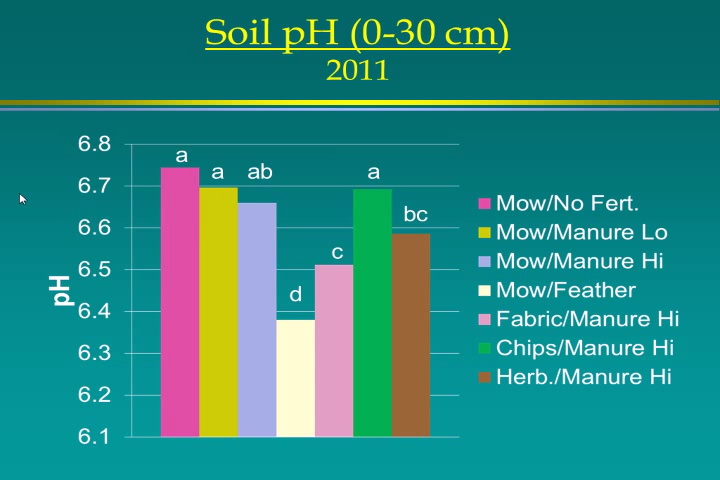 Soil pH (0-30 cm)
2011
6.8
6.7
6.6
6.5
6.4
6.3
6.2
6.1
pH
a
a
ab
d
c
a
bc
Mow/No Fert.
Mow/Manure Lo
Mow/Manure Hi
Mow/Feather
Fabric/Manure Hi
Chips/Manure Hi
Herb./Manure Hi